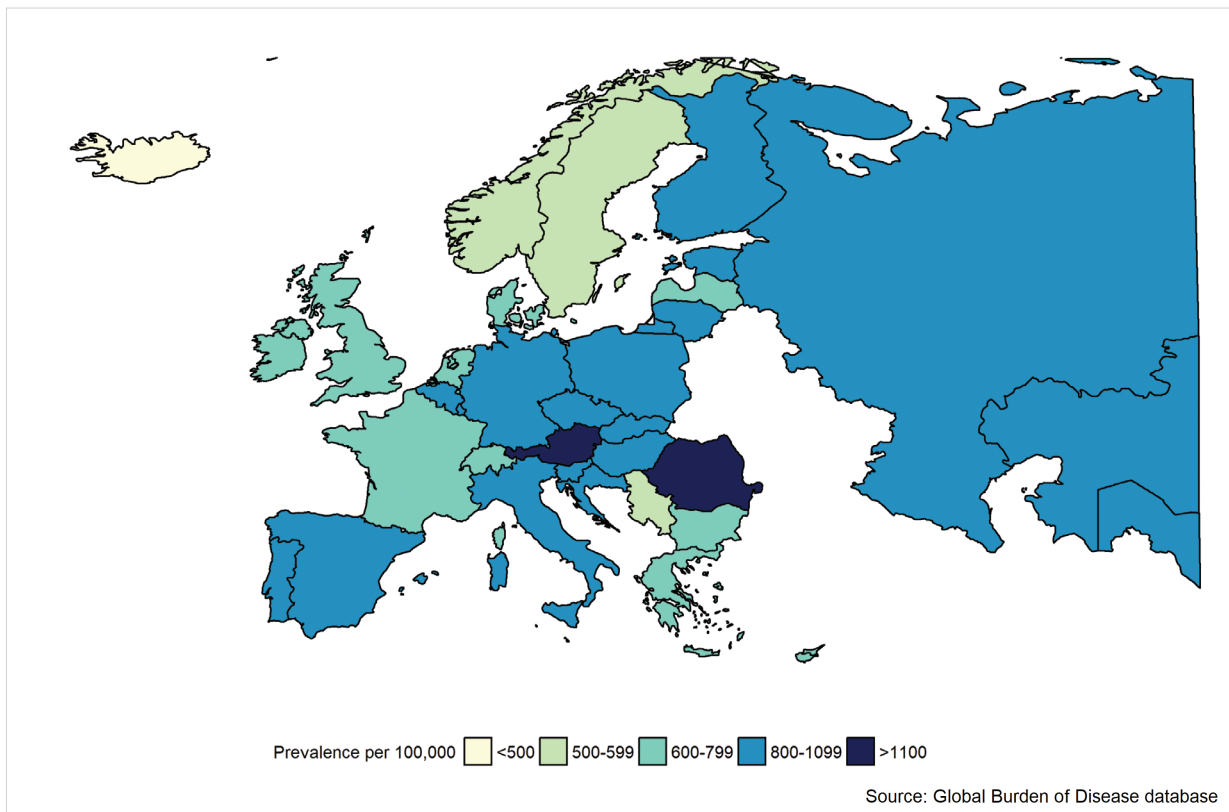 Prevalence per 100,000 <500 500-599 600-799 800-1099 >1100
Source: Global Burden of Disease database